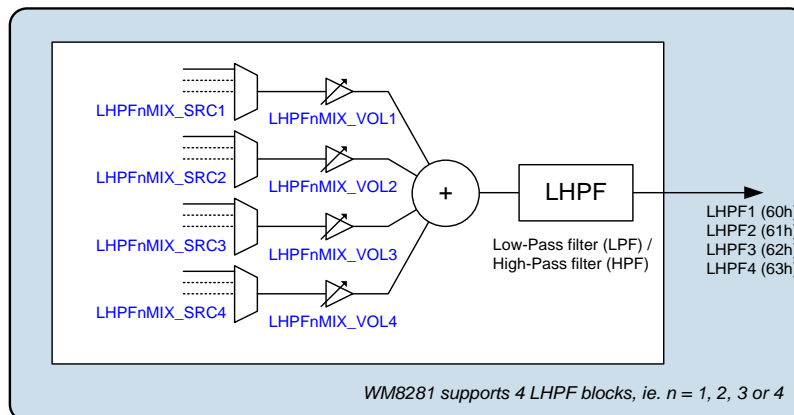 LHPFnMIX_SRC1
LHPFnMIX_VOL1
LHPFnMIX_SRC2
LHPFnMIX_VOL2
LHPFnMIX_SRC3
LHPFnMIX_VOL3
LHPFnMIX_SRC4
LHPFnMIX_VOL4
+
LHPF
Low-Pass filter (LPF) /
High-Pass filter (HPF)
LHPF1 (60h)
LHPF2 (61h)
LHPF3 (62h)
LHPF4 (63h)
WM8281 supports 4 LHPF blocks, ie. n = 1, 2, 3 or 4